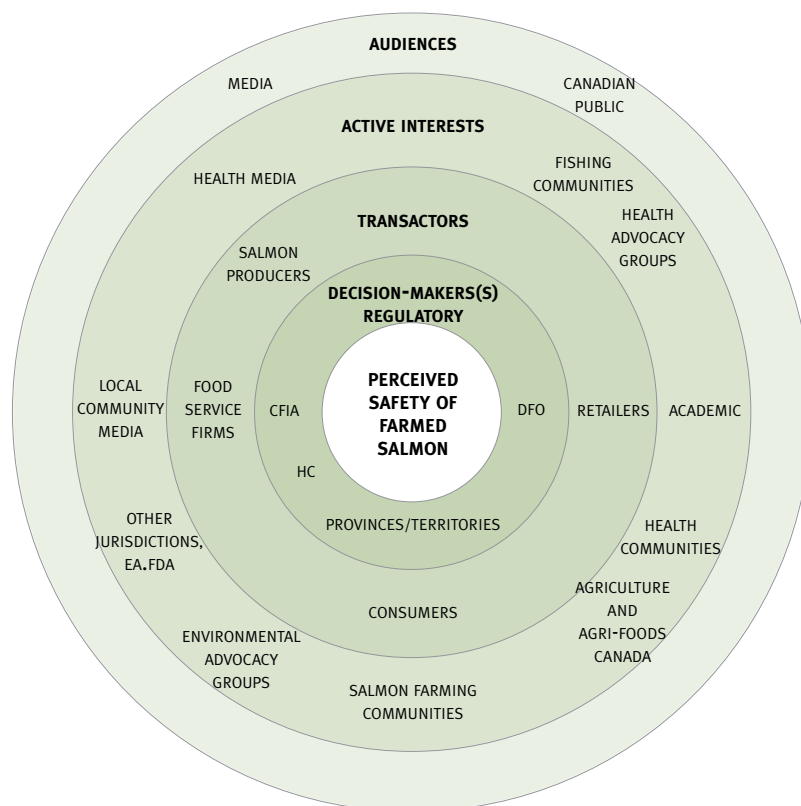 AUDIENCES
MEDIA
CANADIAN
PUBLIC
ACTIVE INTERESTS
FISHING
COMMUNITIES
HEALTH MEDIA
HEALTH
ADVOCACY
GROUPS
TRANSACTORS
SALMON
PRODUCERS
DECISION-MAKERS(S)
REGULATORY
PERCEIVED
SAFETY OF
FARMED
SALMON
LOCAL
COMMUNITY
MEDIA
FOOD
SERVICE
FIRMS
CFIA
DFO
RETAILERS
ACADEMIC
HC
PROVINCES/TERRITORIES
OTHER
JURISDICTIONS,
EA.FDA
HEALTH
COMMUNITIES
CONSUMERS
AGRICULTURE
AND
AGRI-FOODS
CANADA
ENVIRONMENTAL
ADVOCACY
GROUPS
SALMON FARMING
COMMUNITIES